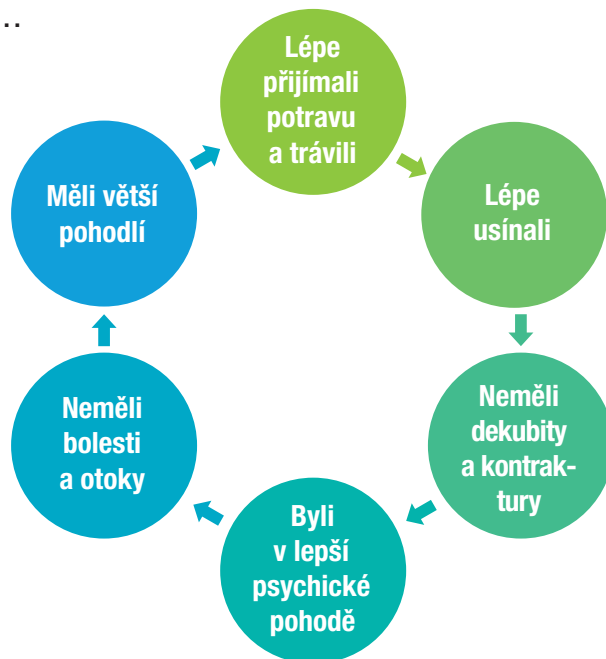 ..
Lépe
přijímali
potravu
a trávili
Lépe
usínali
Neměli
dekubity
a kontrak-
tury
Byli
v lepší
psychické
pohodě
Neměli
bolesti
a otoky
Měli větší
pohodlí